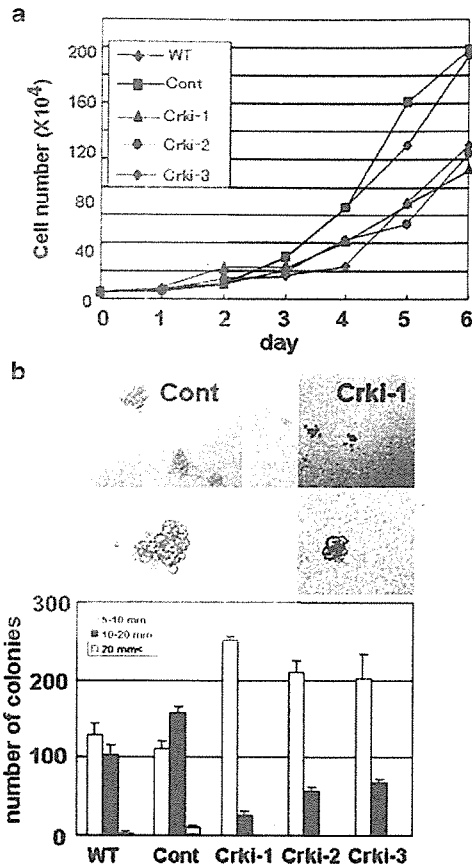 a
Cell number (X10⁴)
200
160
120
80
40
0
WT
Cont
Crki-1
Crki-2
Crki-3
0 1 2 3 4 5 6
day
b
Cont Crki-1
number of colonies
300
200
100
0
5-10 mm
10-20 mm
20 mm<
WT Cont Crki-1 Crki-2 Crki-3